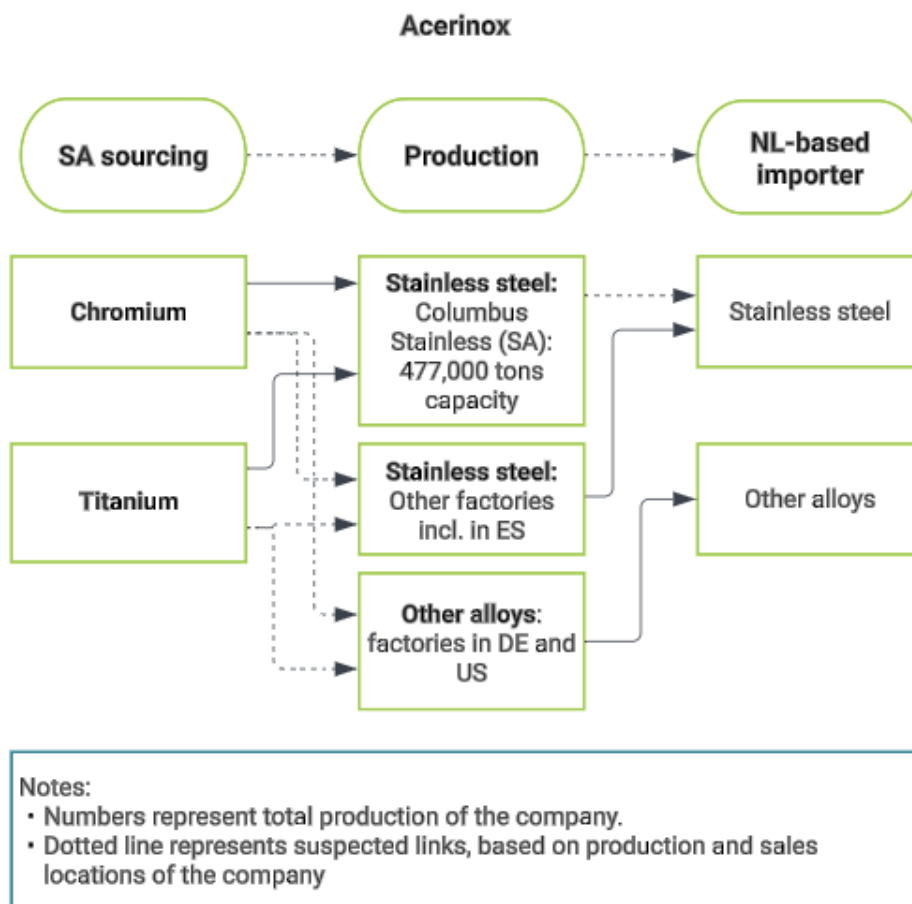 Acerinox
SA sourcing
Production
NL-based
importer
Chromium
Stainless steel:
Columbus
Stainless (SA):
477,000 tons
capacity
Stainless steel
Titanium
Stainless steel:
Other factories
incl. in ES
Other alloys
Other alloys:
factories in DE and
US
Notes:
• Numbers represent total production of the company.
• Dotted line represents suspected links, based on production and sales
locations of the company